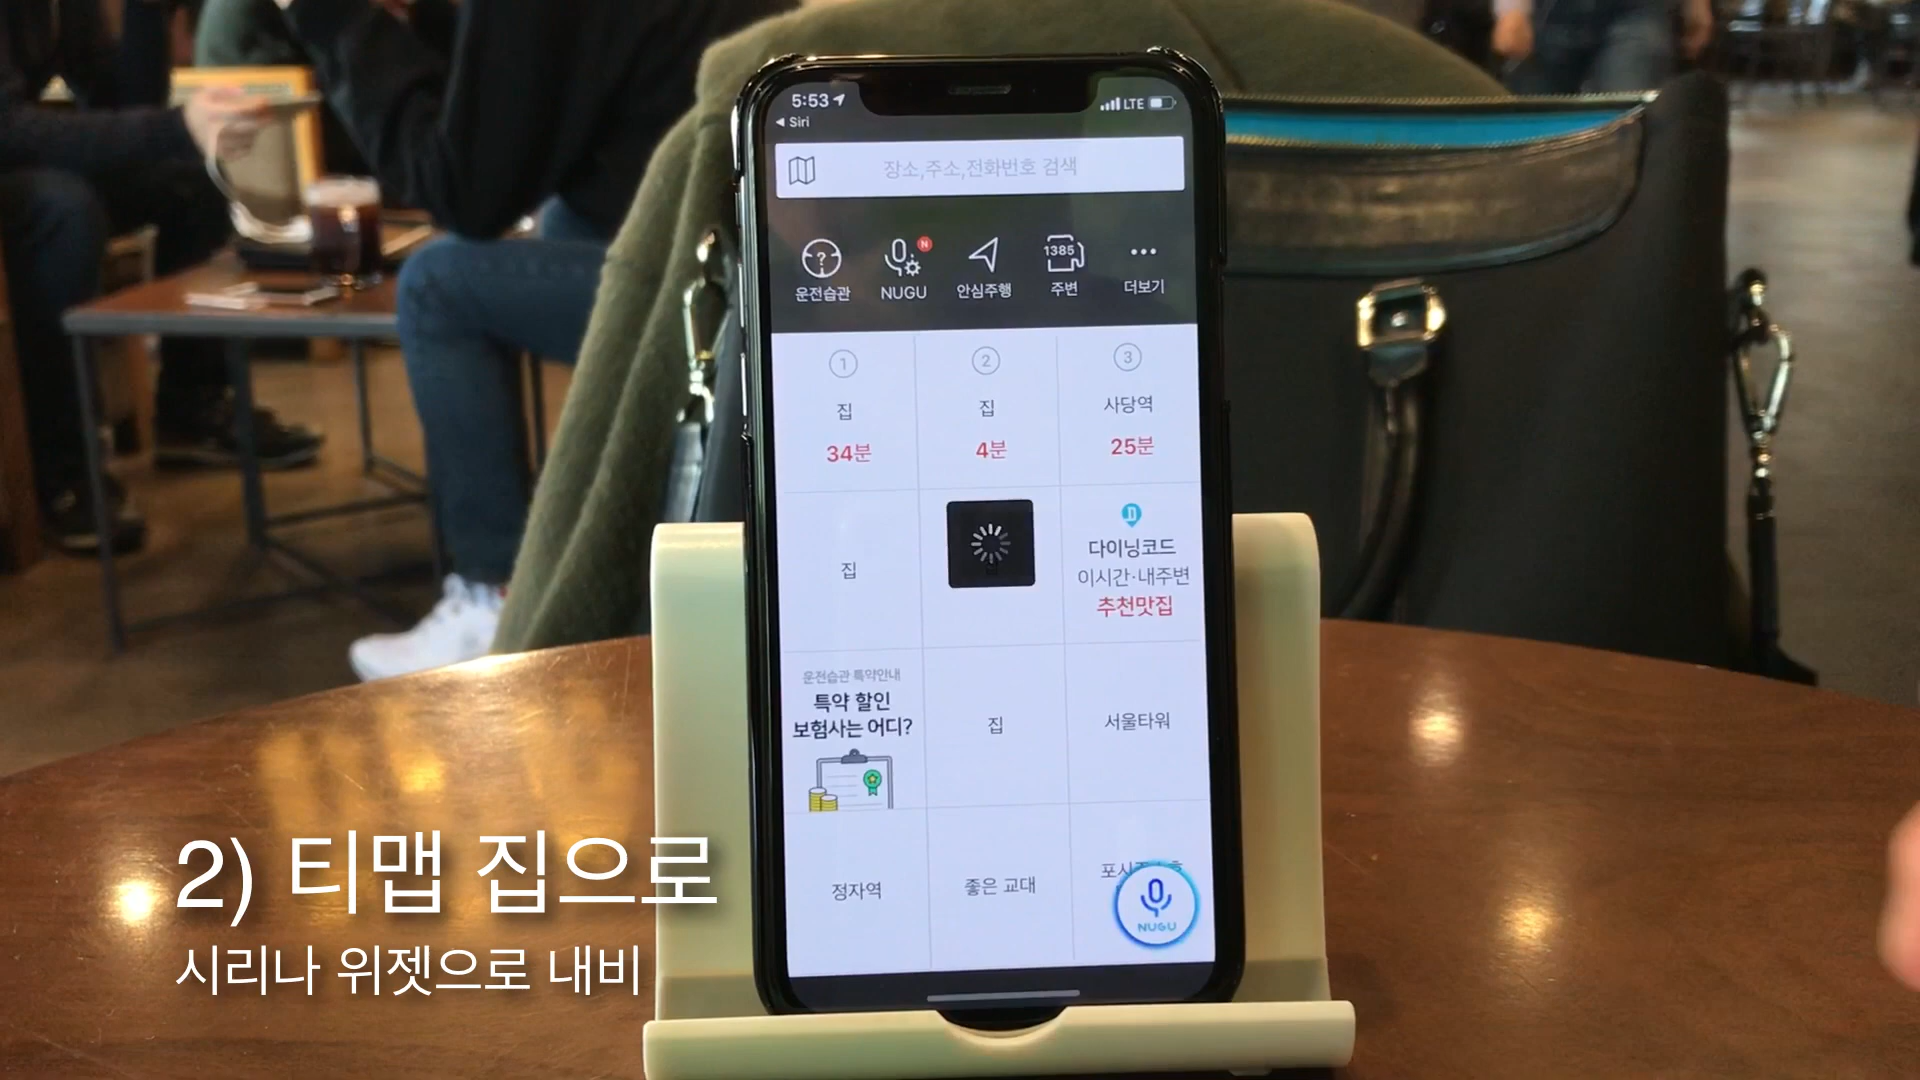 5:53
LTE
◀ Siri
장소,주소,전화번호 검색
?
N
1385
운전습관
NUGU
안심주행
주변
더보기
1
2
3
집
집
사당역
34분
4분
25분
집
D
다이닝코드
이시간·내주변
추천맛집
운전습관 특약안내
특약 할인
보험사는 어디?
집
서울타워
정자역
좋은 교대
NUGU
2) 티맵 집으로
시리나 위젯으로 내비